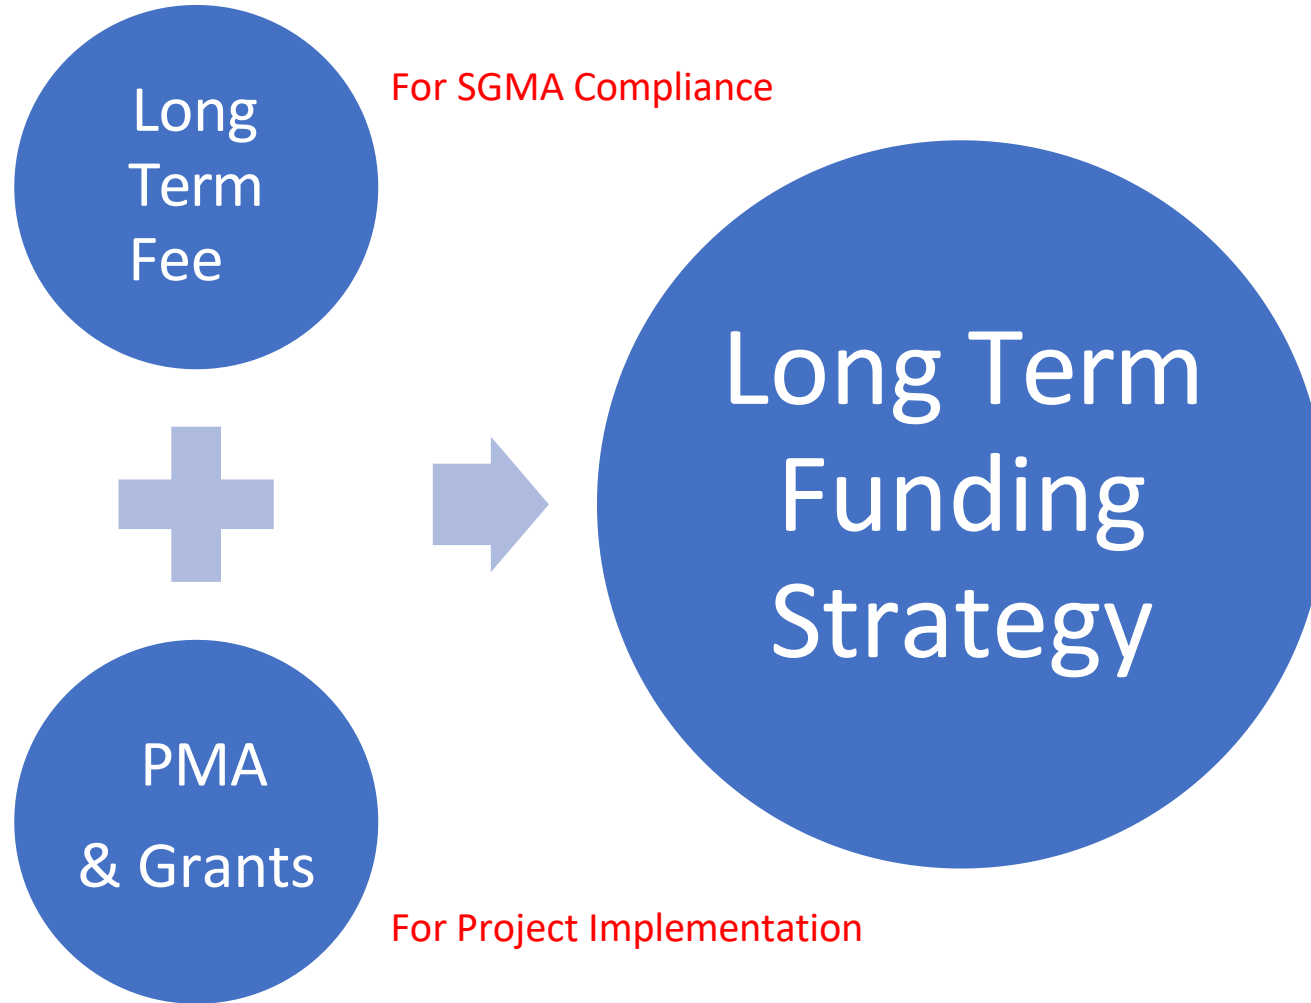 Long
Term
Fee
For SGMA Compliance
Long Term
Funding
Strategy
PMA
& Grants
For Project Implementation